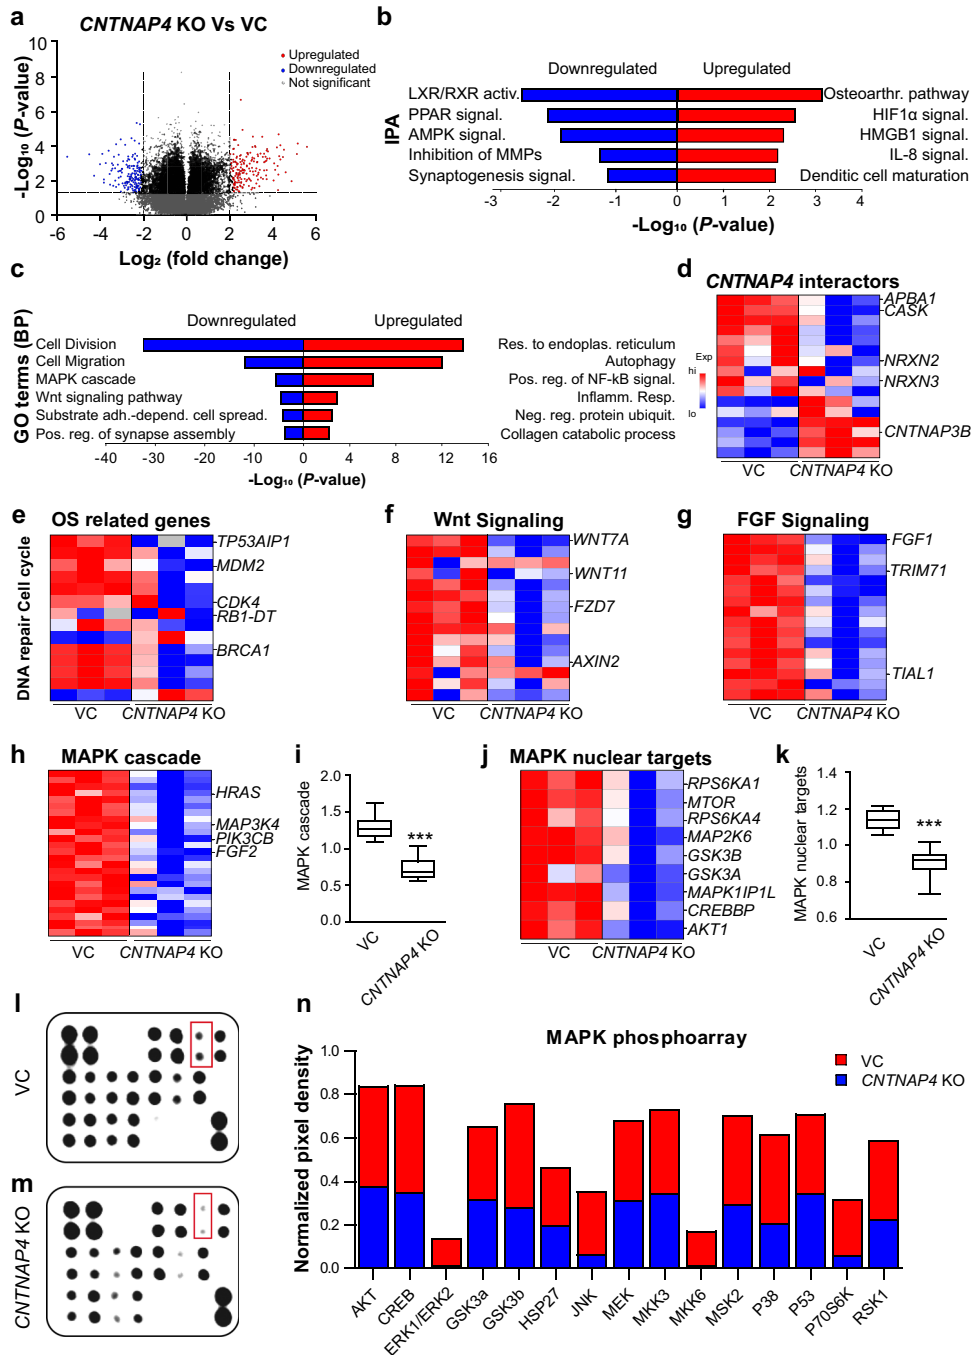 a
CNTNAP4 KO Vs VC
-Log₁₀ (P-value)
10
8
6
4
2
0
-6
-4
-2
0
2
4
6
Log₂ (fold change)
Upregulated
Downregulated
Not significant
b
Downregulated
Upregulated
IPA
LXR/RXR activ.
PPAR signal.
AMPK signal.
Inhibition of MMPs
Synaptogenesis signal.
Osteoarthr. pathway
HIF1α signal.
HMGB1 signal.
IL-8 signal.
Denditic cell maturation
-3
-2
-1
0
1
2
3
4
-Log₁₀ (P-value)
c
Downregulated
Upregulated
GO terms (BP)
Cell Division
Cell Migration
MAPK cascade
Wnt signaling pathway
Substrate adh.-depend. cell spread.
Pos. reg. of synapse assembly
Res. to endoplas. reticulum
Autophagy
Pos. reg. of NF-kB signal.
Inflamm. Resp.
Neg. reg. protein ubiquit.
Collagen catabolic process
-40
-30
-20
-10
0
4
8
12
16
-Log₁₀ (P-value)
d
CNTNAP4 interactors
Exp
hi
lo
APBA1
CASK
NRXN2
NRXN3
CNTNAP3B
VC
CNTNAP4 KO
e
OS related genes
DNA repair Cell cycle
TP53AIP1
MDM2
CDK4
RB1-DT
BRCA1
VC
CNTNAP4 KO
f
Wnt Signaling
WNT7A
WNT11
FZD7
AXIN2
VC
CNTNAP4 KO
g
FGF Signaling
FGF1
TRIM71
TIAL1
VC
CNTNAP4 KO
h
MAPK cascade
HRAS
MAP3K4
PIK3CB
FGF2
VC
CNTNAP4 KO
i
MAPK cascade
2.0
1.5
1.0
0.5
0.0
***
VC
CNTNAP4 KO
j
MAPK nuclear targets
RPS6KA1
MTOR
RPS6KA4
MAP2K6
GSK3B
GSK3A
MAPK1IP1L
CREBBP
AKT1
VC
CNTNAP4 KO
k
MAPK nuclear targets
1.4
1.2
1.0
0.8
0.6
***
VC
CNTNAP4 KO
l
VC
m
CNTNAP4 KO
n
MAPK phosphoarray
VC
CNTNAP4 KO
Normalized pixel density
1.0
0.8
0.6
0.4
0.2
0.0
AKT
CREB
ERK1/ERK2
GSK3a
GSK3b
HSP27
JNK
MEK
MKK3
MKK6
MSK2
P38
P53
P70S6K
RSK1